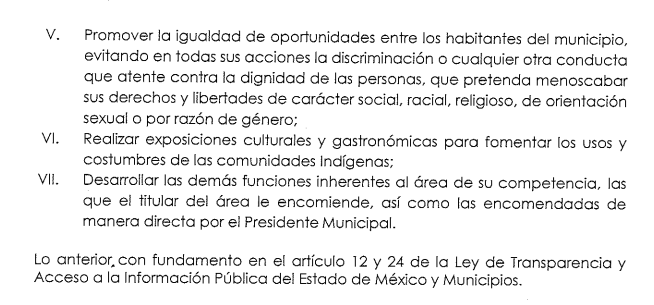 V. Promover la igualdad de oportunidades entre los habitantes del municipio,
evitando en todas sus acciones la discriminación o cualquier otra conducta
que atente contra la dignidad de las personas, que pretenda menoscabar
sus derechos y libertades de carácter social, racial, religioso, de orientación
sexual o por razón de género;
VI. Realizar exposiciones culturales y gastronómicas para fomentar los usos y
costumbres de las comunidades Indígenas;
VII. Desarrollar las demás funciones inherentes al área de su competencia, las
que el titular del área le encomiende, así como las encomendadas de
manera directa por el Presidente Municipal.
Lo anterior, con fundamento en el artículo 12 y 24 de la Ley de Transparencia y
Acceso a la Información Pública del Estado de México y Municipios.